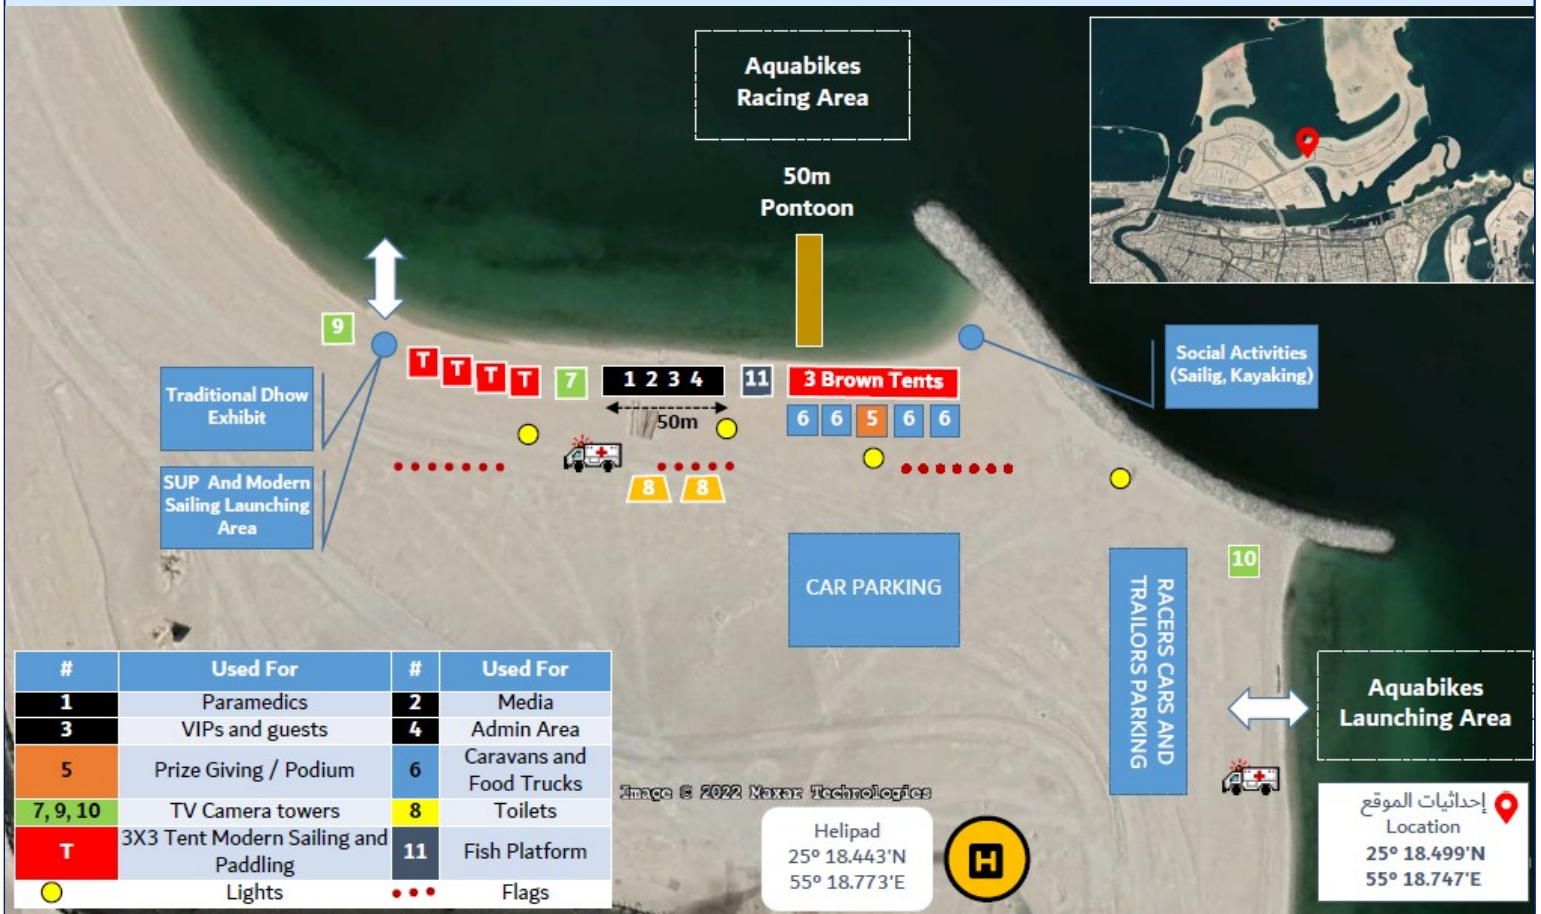 Aquabikes
Racing Area
50m
Pontoon
9
T
T
T
T
7
1 2 3 4
11
3 Brown Tents
50m
6
6
5
6
6
8
8
Traditional Dhow
Exhibit
SUP And Modern
Sailing Launching
Area
Social Activities
(Sailig, Kayaking)
CAR PARKING
RACERS CARS AND
TRAILORS PARKING
10
Aquabikes
Launching Area
# Used For # Used For
1 Paramedics 2 Media
3 VIPs and guests 4 Admin Area
5 Prize Giving / Podium 6 Caravans and
Food Trucks
7, 9, 10 TV Camera towers 8 Toilets
T 3X3 Tent Modern Sailing and
Paddling 11 Fish Platform
Lights Flags
Image © 2022 Maxar Technologies
Helipad
25º 18.443'N
55º 18.773'E
H
إحداثيات الموقع
Location
25º 18.499'N
55º 18.747'E